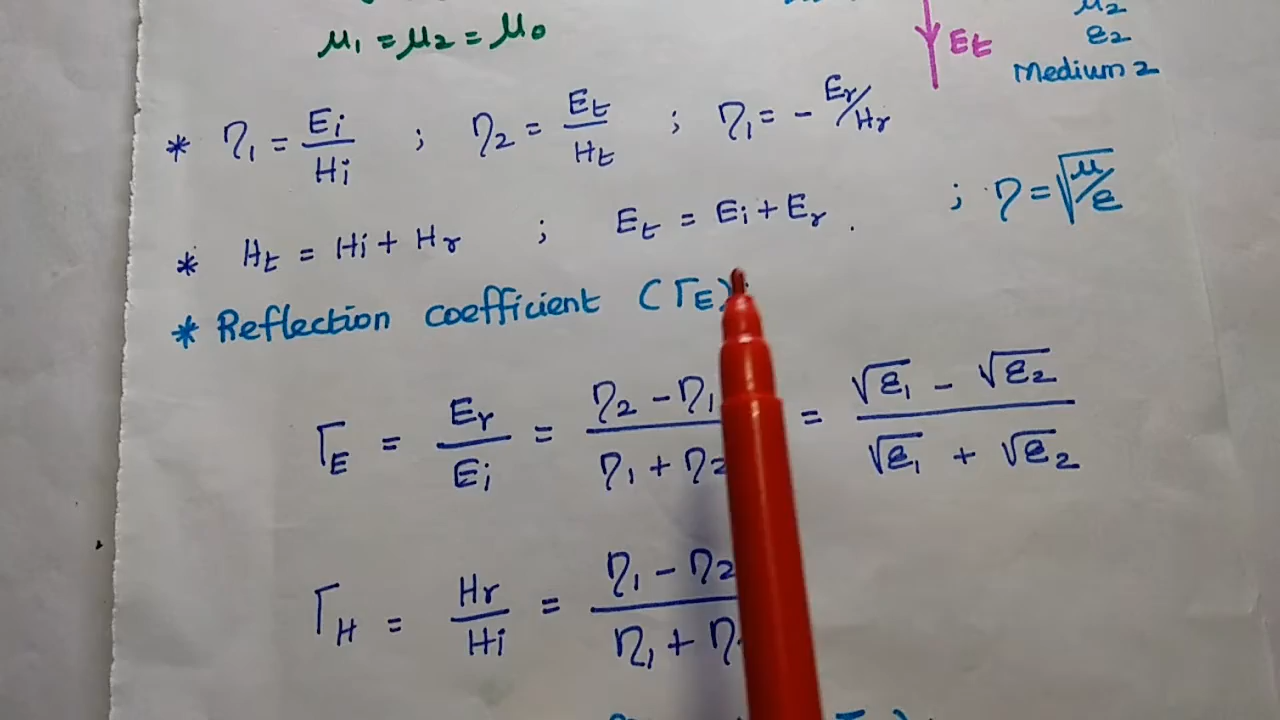 μ1 = μ2 = μ0
μ2
Et
ε2
Medium 2
* η1 = Ei/Hi ; η2 = Et/Ht ; η1 = - Er/Hr
; η = √μ/ε
* Ht = Hi + Hr ; Et = Ei + Er .
* Reflection coefficient (ΓE)
ΓE = Er/Ei = η2 - η1 / η1 + η2 = √ε1 - √ε2 / √ε1 + √ε2
ΓH = Hr/Hi = η1 - η2 / η1 + η